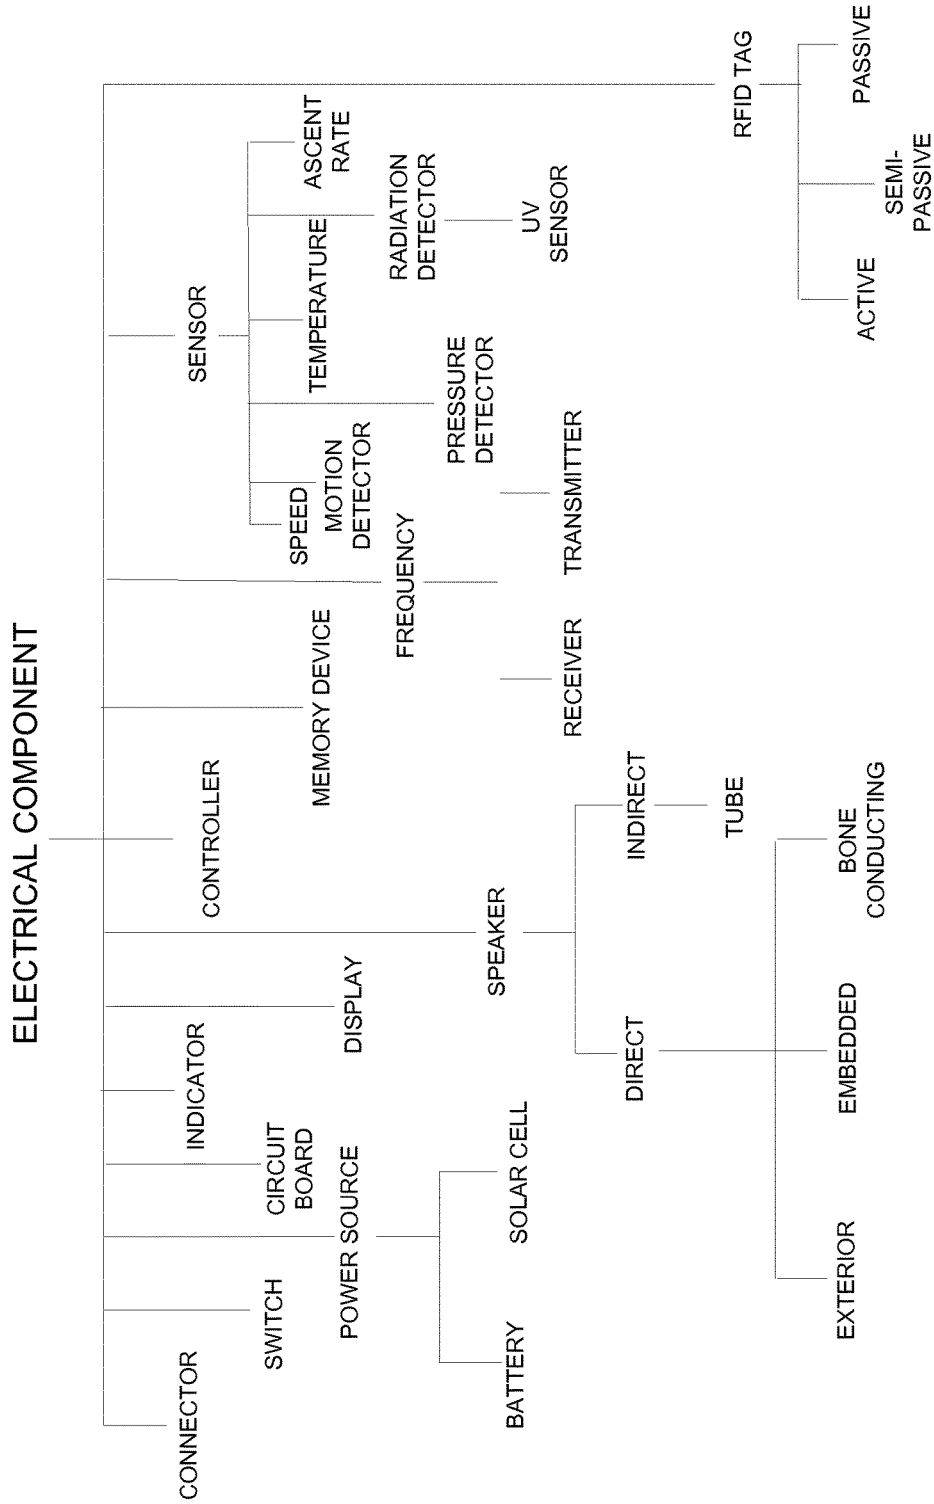 ELECTRICAL COMPONENT
CONNECTOR
SWITCH
POWER SOURCE
BATTERY
SOLAR CELL
CIRCUIT
BOARD
INDICATOR
DISPLAY
SPEAKER
DIRECT
EXTERIOR
EMBEDDED
BONE
CONDUCTING
INDIRECT
TUBE
CONTROLLER
MEMORY DEVICE
FREQUENCY
RECEIVER
TRANSMITTER
SENSOR
SPEED
MOTION
DETECTOR
PRESSURE
DETECTOR
TEMPERATURE
RADIATION
DETECTOR
UV
SENSOR
ASCENT
RATE
RFID TAG
ACTIVE
SEMI-
PASSIVE
PASSIVE